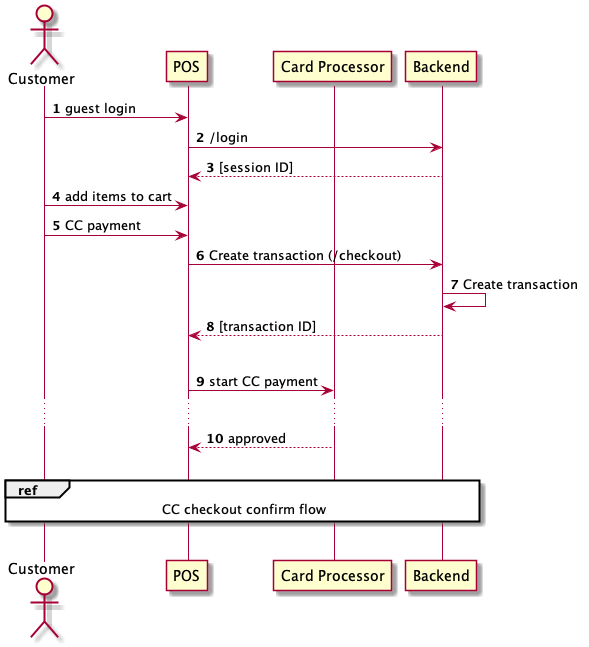 Customer
POS
Card Processor
Backend
1 guest login
2 /login
3 [session ID]
4 add items to cart
5 CC payment
6 Create transaction (/checkout)
7 Create transaction
8 [transaction ID]
9 start CC payment
10 approved
ref
CC checkout confirm flow
Customer
POS
Card Processor
Backend